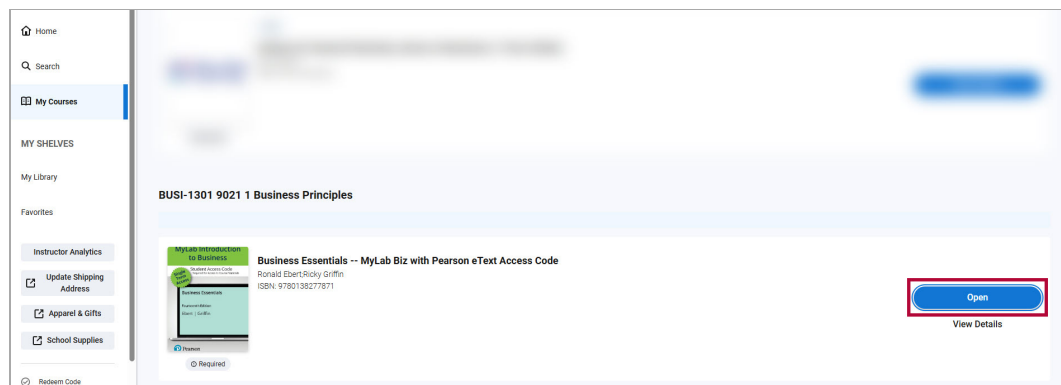 Home
Search
My Courses
MY SHELVES
My Library
Favorites
Instructor Analytics
Update Shipping
Address
Apparel & Gifts
School Supplies
Redeem Code
BUSI-1301 9021 1 Business Principles
MyLab Introduction
to Business
Student Access Code
Single
Term
Access
Business Essentials
Ebert | Griffin
Pearson
Required
Business Essentials -- MyLab Biz with Pearson eText Access Code
Ronald Ebert;Ricky Griffin
ISBN: 9780138277871
Open
View Details